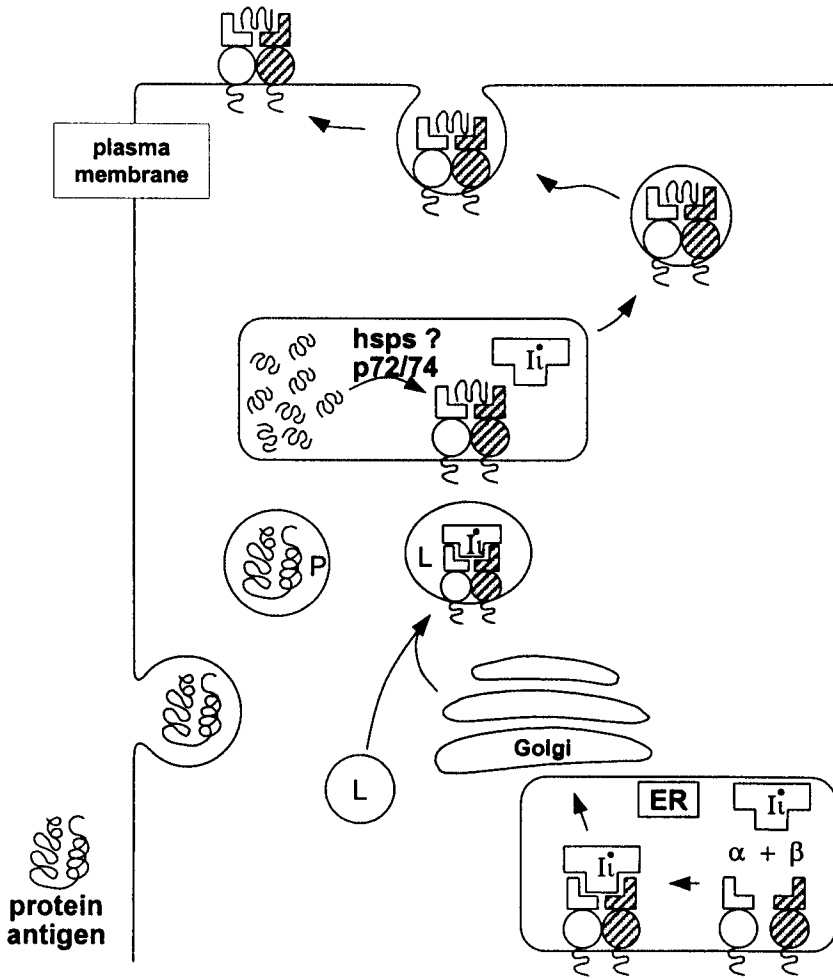 plasma
membrane
hsps ?
p72/74
Ii
P
L
Ii
Golgi
L
ER
Ii
Ii
α + β
protein
antigen